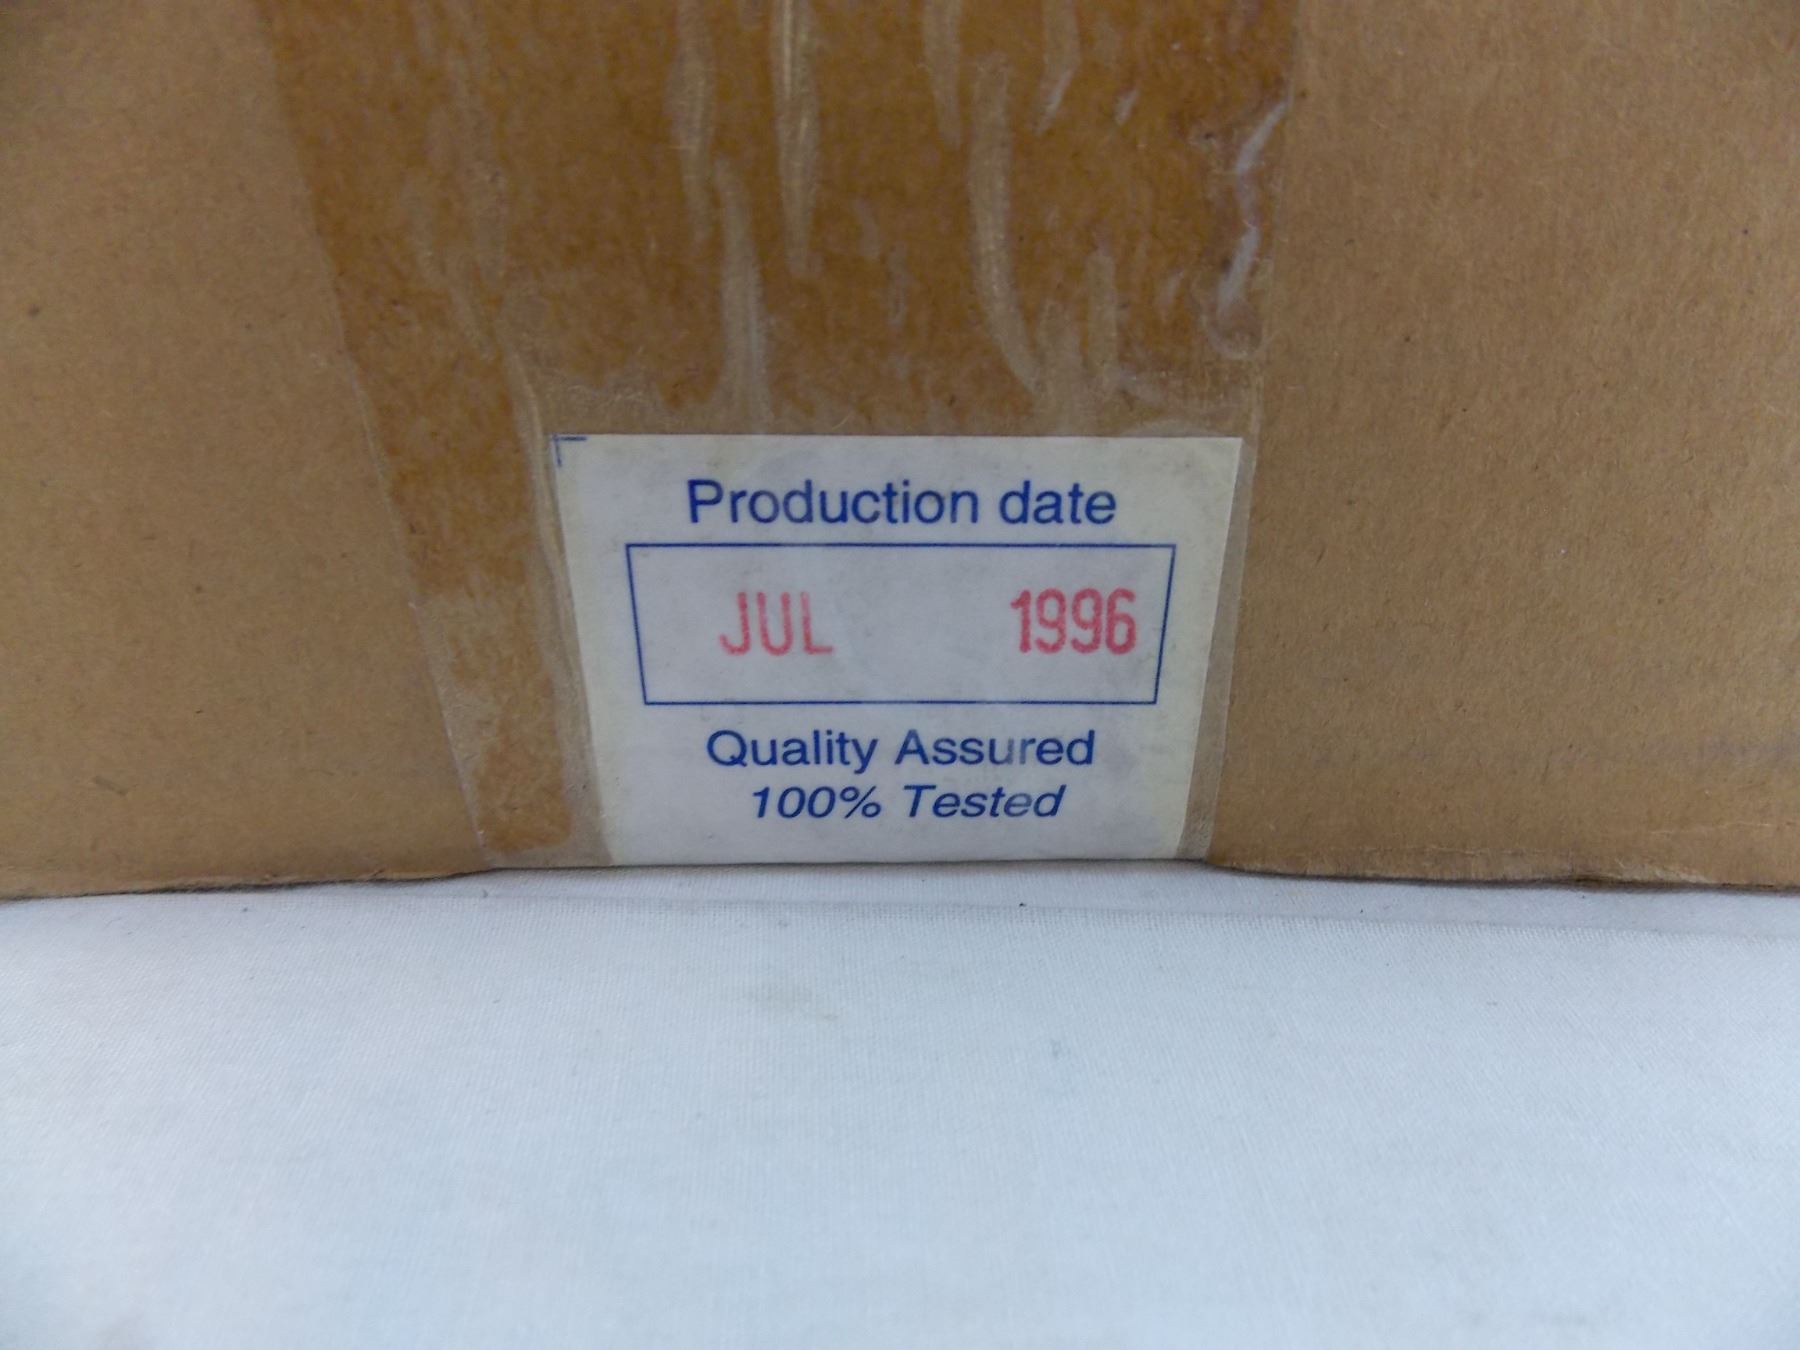 Production date
JUL 1996
Quality Assured
100% Tested